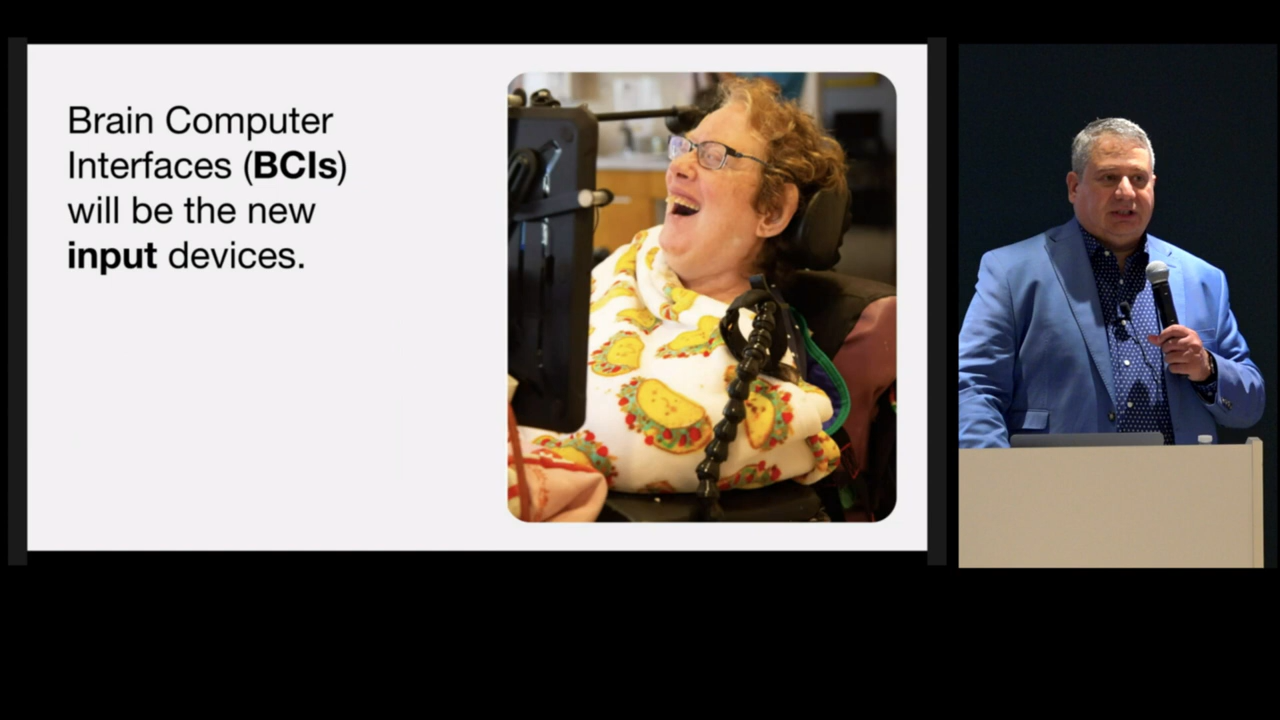 Brain Computer
Interfaces (BCIs)
will be the new
input devices.